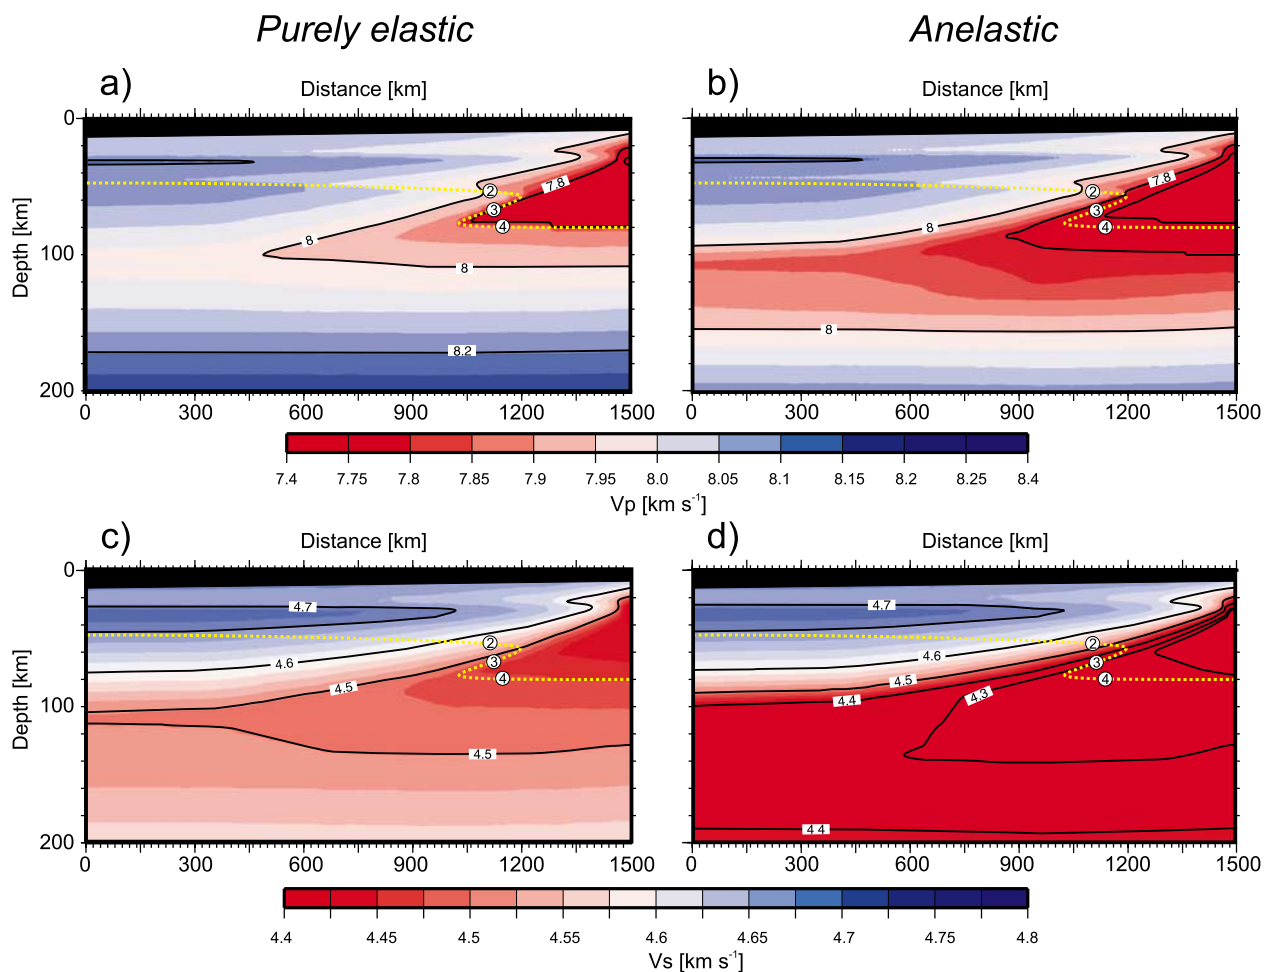 Purely elastic Anelastic
a) b)
Distance [km] Distance [km]
0
7.8 7.8
2 2
3 3
4 4
8 8
100
8
8
8.2
200
Depth [km]
0 300 600 900 1200 1500 0 300 600 900 1200 1500
7.4 7.75 7.8 7.85 7.9 7.95 8.0 8.05 8.1 8.15 8.2 8.25 8.4
Vp [km s-1]
c) d)
Distance [km] Distance [km]
0
4.7 4.7
2 2
4.6 4.6
3 3
4 4
4.5 4.5
4.3
4.4
100
4.5
4 4
200
Depth [km]
0 300 600 900 1200 1500 0 300 600 900 1200 1500
4.4 4.45 4.5 4.55 4.6 4.65 4.7 4.75 4.8
Vs [km s-1]